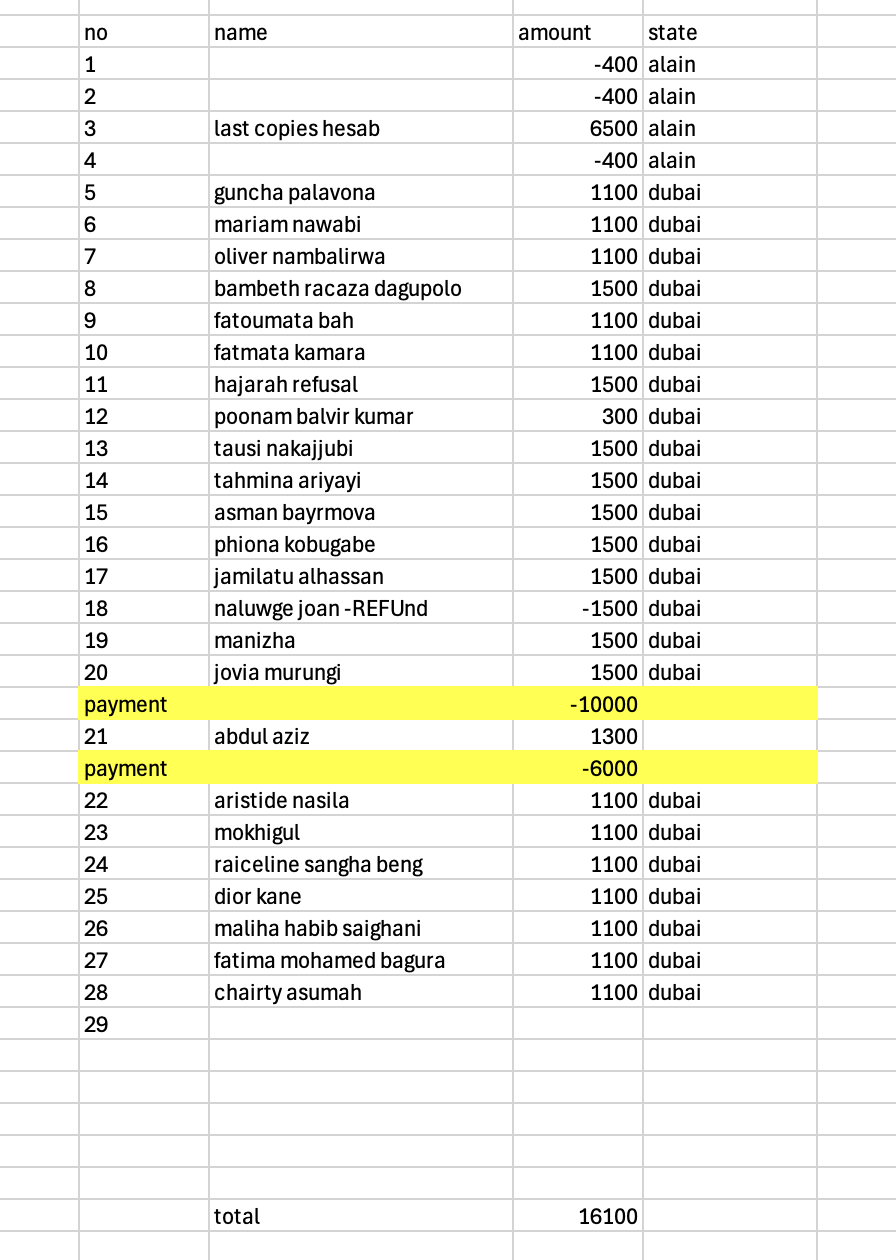 no name amount state
1 -400 alain
2 -400 alain
3 last copies hesab 6500 alain
4 -400 alain
5 guncha palavona 1100 dubai
6 mariam nawabi 1100 dubai
7 oliver nambalirwa 1100 dubai
8 bambeth racaza dagupolo 1500 dubai
9 fatoumata bah 1100 dubai
10 fatmata kamara 1100 dubai
11 hajarah refusal 1500 dubai
12 poonam balvir kumar 300 dubai
13 tausi nakajjubi 1500 dubai
14 tahmina ariyayi 1500 dubai
15 asman bayrmova 1500 dubai
16 phiona kobugabe 1500 dubai
17 jamilatu alhassan 1500 dubai
18 naluwge joan -REFUnd -1500 dubai
19 manizha 1500 dubai
20 jovia murungi 1500 dubai
payment -10000
21 abdul aziz 1300
payment -6000
22 aristide nasila 1100 dubai
23 mokhigul 1100 dubai
24 raiceline sangha beng 1100 dubai
25 dior kane 1100 dubai
26 maliha habib saighani 1100 dubai
27 fatima mohamed bagura 1100 dubai
28 chairty asumah 1100 dubai
29
total 16100